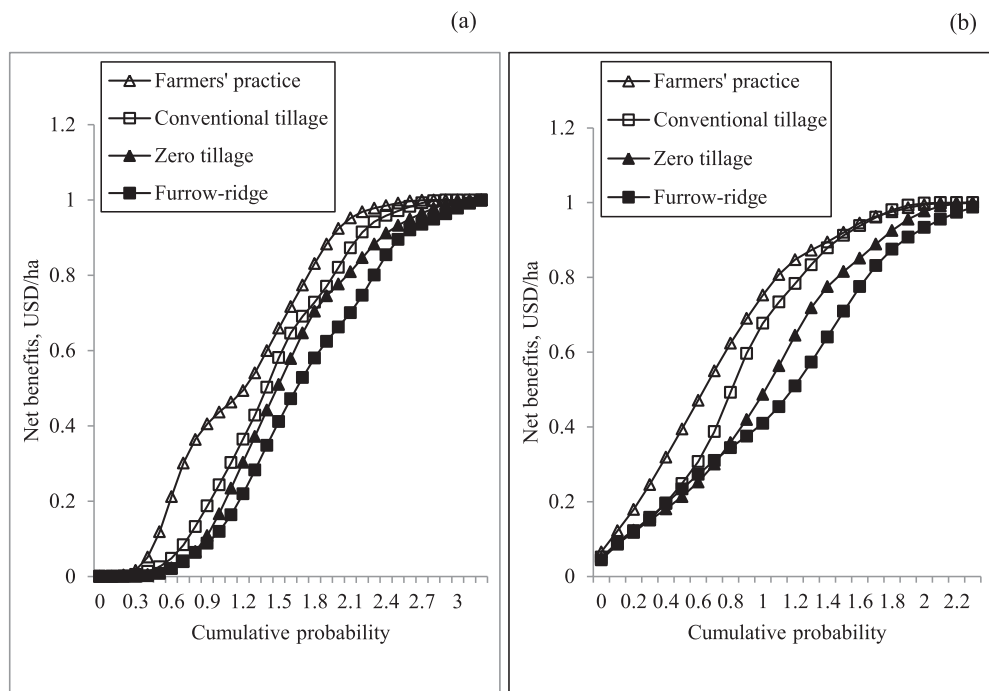 (a)
Farmers' practice
Conventional tillage
Zero tillage
Furrow-ridge
1.2
1
0.8
0.6
0.4
0.2
0
Net benefits, USD/ha
0 0.3 0.6 0.9 1.2 1.5 1.8 2.1 2.4 2.7 3
Cumulative probability
(b)
Farmers' practice
Conventional tillage
Zero tillage
Furrow-ridge
1.2
1
0.8
0.6
0.4
0.2
0
Net benefits, USD/ha
0 0.2 0.4 0.6 0.8 1 1.2 1.4 1.6 1.8 2 2.2
Cumulative probability